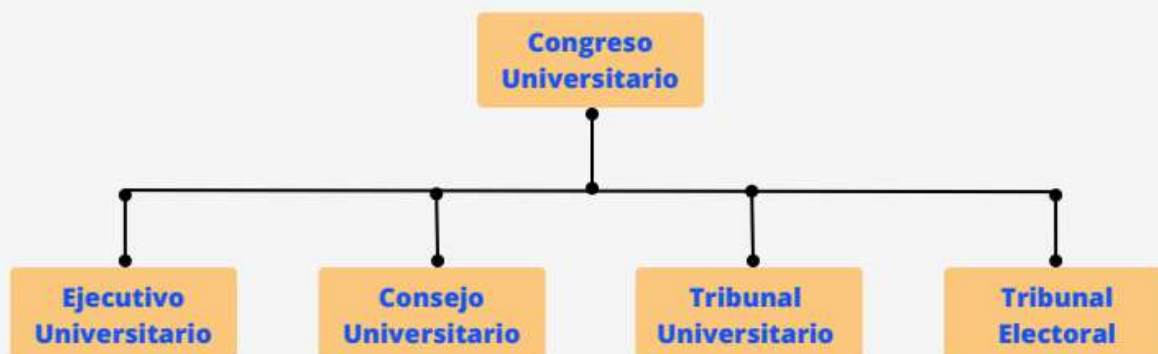 Congreso
Universitario
Ejecutivo
Universitario
Consejo
Universitario
Tribunal
Universitario
Tribunal
Electoral